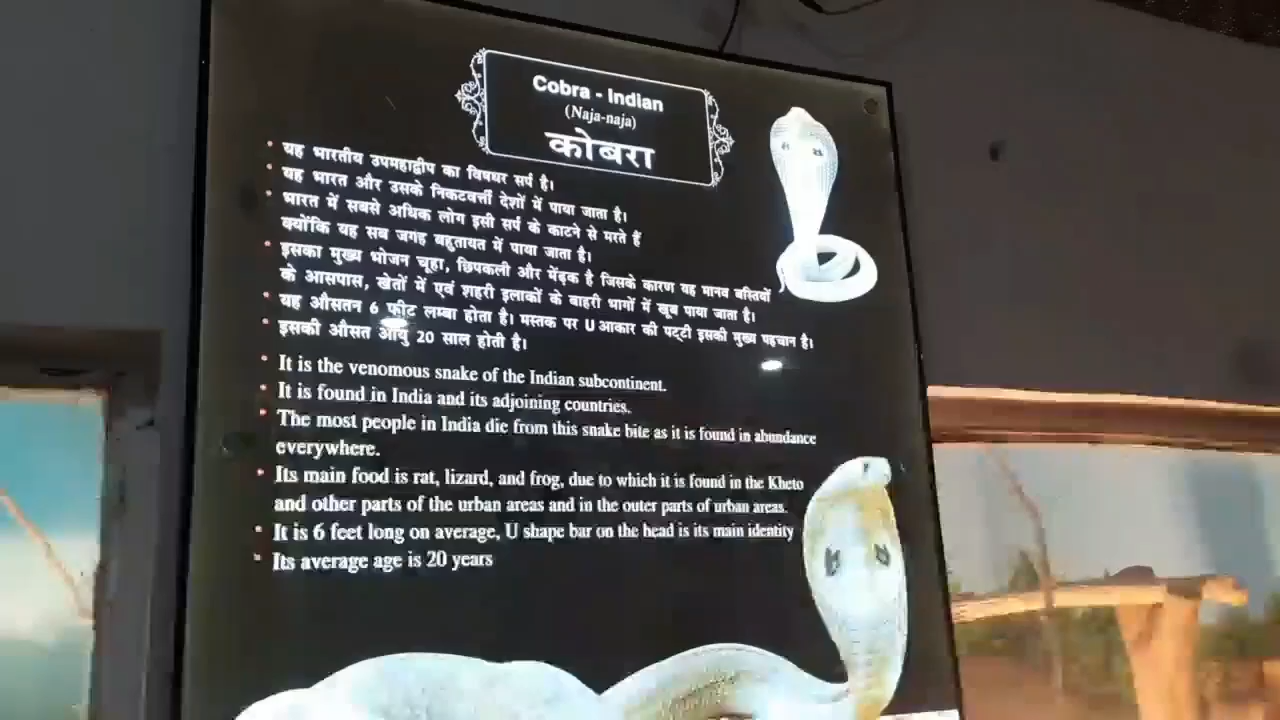 Cobra - Indian
(Naja-naja)
कोबरा
यह भारतीय उपमहाद्वीप का विषधर सर्प है।
यह भारत और उसके निकटवर्त्ती देशों में पाया जाता है।
भारत में सबसे अधिक लोग इसी सर्प के काटने से मरते हैं
क्योंकि यह सब जगह बहुतायत में पाया जाता है।
इसका मुख्य भोजन चूहा, छिपकली और मेंढ़क है जिसके कारण यह मानव बस्तियों
के आसपास, खेतों में एवं शहरी इलाकों के बाहरी भागों में खूब पाया जाता है।
यह औसतन 6 फीट लम्बा होता है। मस्तक पर U आकार की पट्टी इसकी मुख्य पहचान है।
इसकी औसत आयु 20 साल होती है।
It is the venomous snake of the Indian subcontinent.
It is found in India and its adjoining countries.
The most people in India die from this snake bite as it is found in abundance
everywhere.
Its main food is rat, lizard, and frog, due to which it is found in the Kheto
and other parts of the urban areas and in the outer parts of urban areas.
It is 6 feet long on average, U shape bar on the head is its main identity
Its average age is 20 years